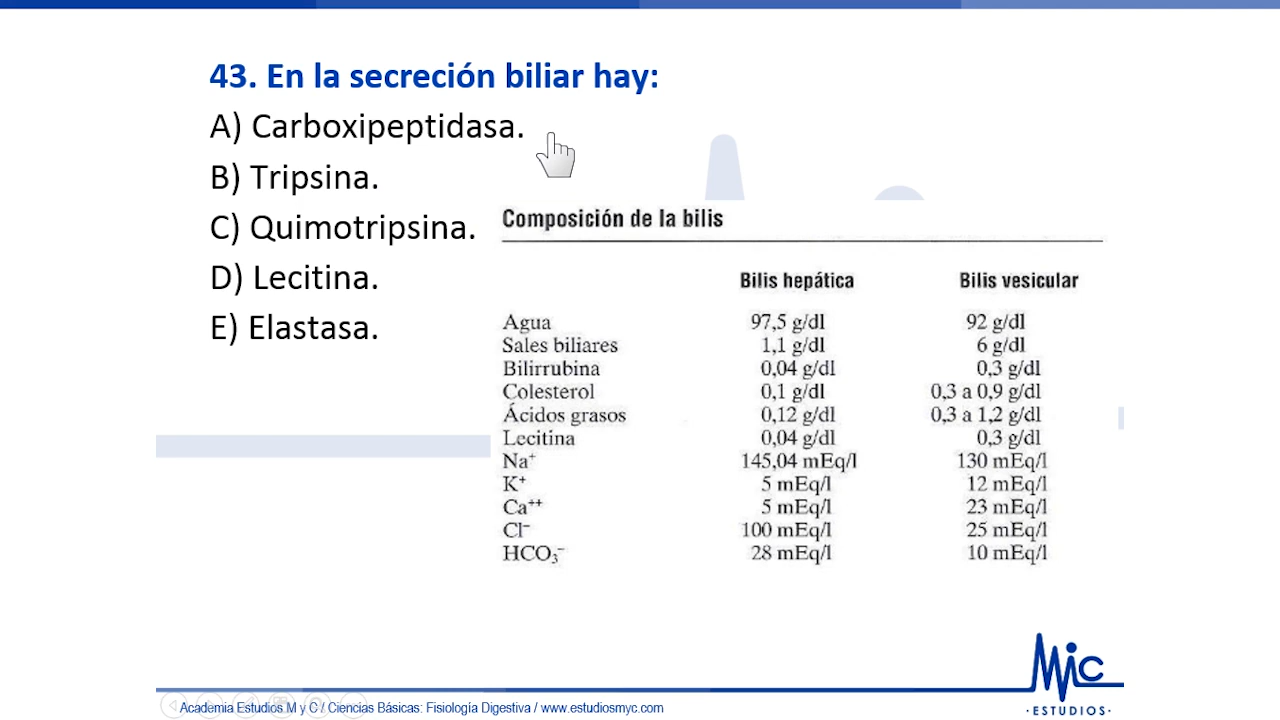 43. En la secreción biliar hay:
A) Carboxipeptidasa.
B) Tripsina.
C) Quimotripsina.
D) Lecitina.
E) Elastasa.
Composición de la bilis
Bilis hepática Bilis vesicular
Agua 97,5 g/dl 92 g/dl
Sales biliares 1,1 g/dl 6 g/dl
Bilirrubina 0,04 g/dl 0,3 g/dl
Colesterol 0,1 g/dl 0,3 a 0,9 g/dl
Ácidos grasos 0,12 g/dl 0,3 a 1,2 g/dl
Lecitina 0,04 g/dl 0,3 g/dl
Na⁺ 145,04 mEq/l 130 mEq/l
K⁺ 5 mEq/l 12 mEq/l
Ca⁺⁺ 5 mEq/l 23 mEq/l
Cl⁻ 100 mEq/l 25 mEq/l
HCO₃⁻ 28 mEq/l 10 mEq/l
Mic
·ESTUDIOS·
Academia Estudios M y C / Ciencias Básicas: Fisiología Digestiva / www.estudiosmyc.com